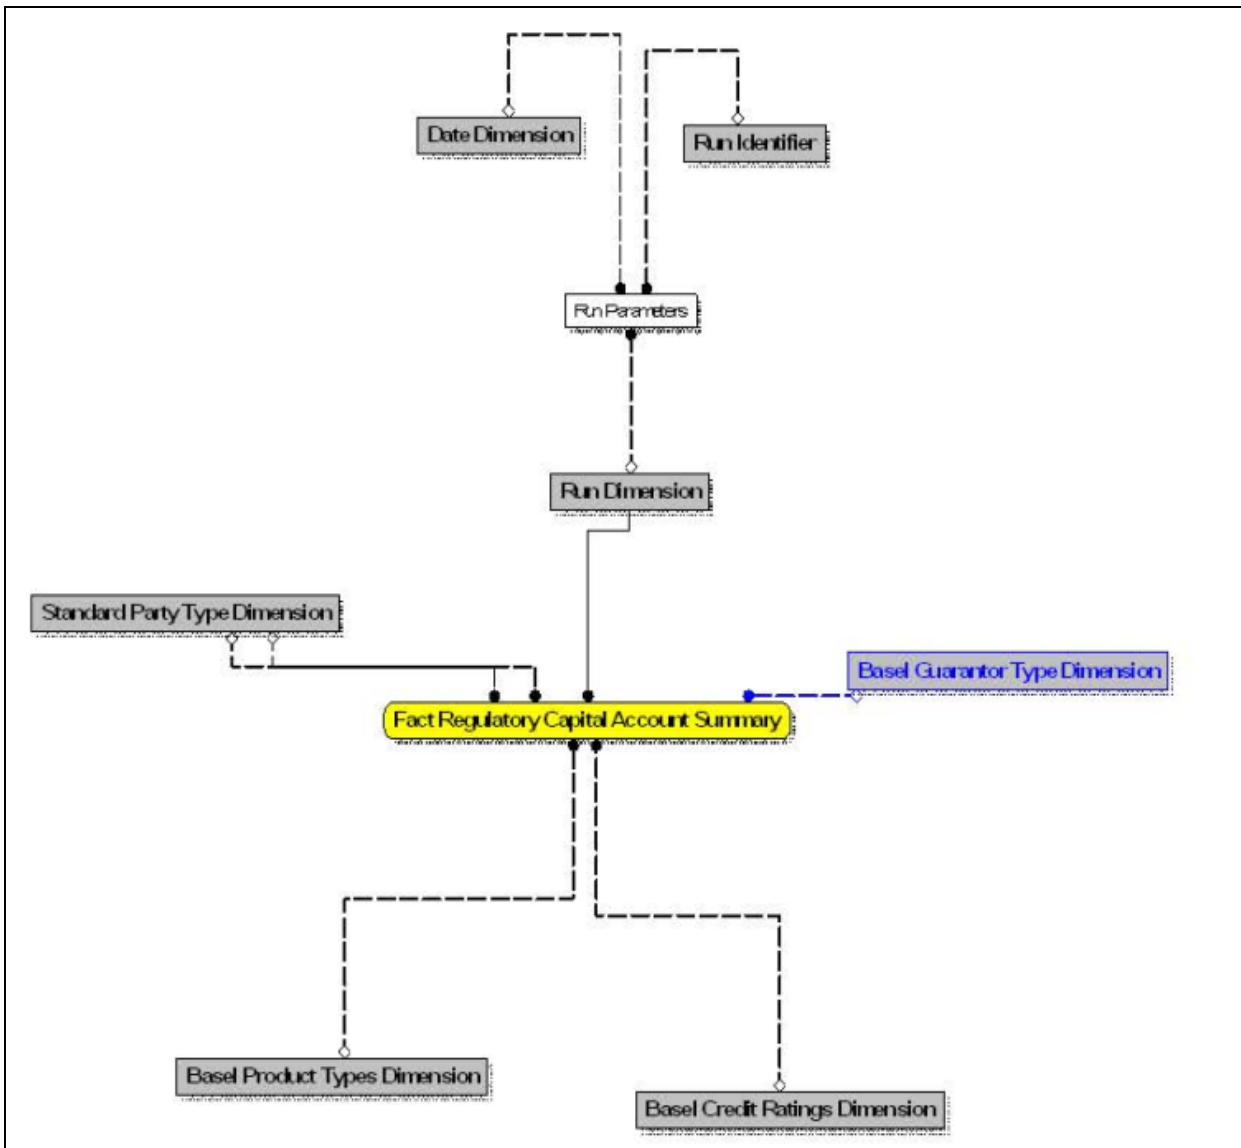 Date Dimension
Run Identifier
Run Parameters
Run Dimension
Standard Party Type Dimension
Basel Guarantor Type Dimension
Fact Regulatory Capital Account Summary
Basel Product Types Dimension
Basel Credit Ratings Dimension